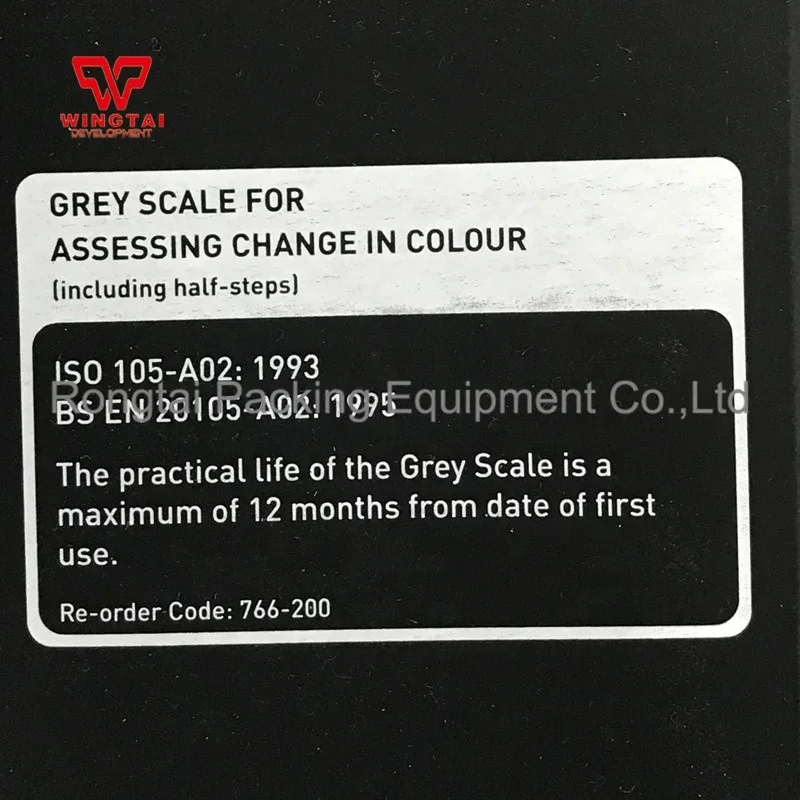 WINGTAI
DEVELOPMENT
GREY SCALE FOR
ASSESSING CHANGE IN COLOUR
(including half-steps)
ISO 105-A02: 1993
Rongtai Packing Equipment Co.,Ltd
BS EN 20105-A02: 1995
The practical life of the Grey Scale is a
maximum of 12 months from date of first
use.
Re-order Code: 766-200